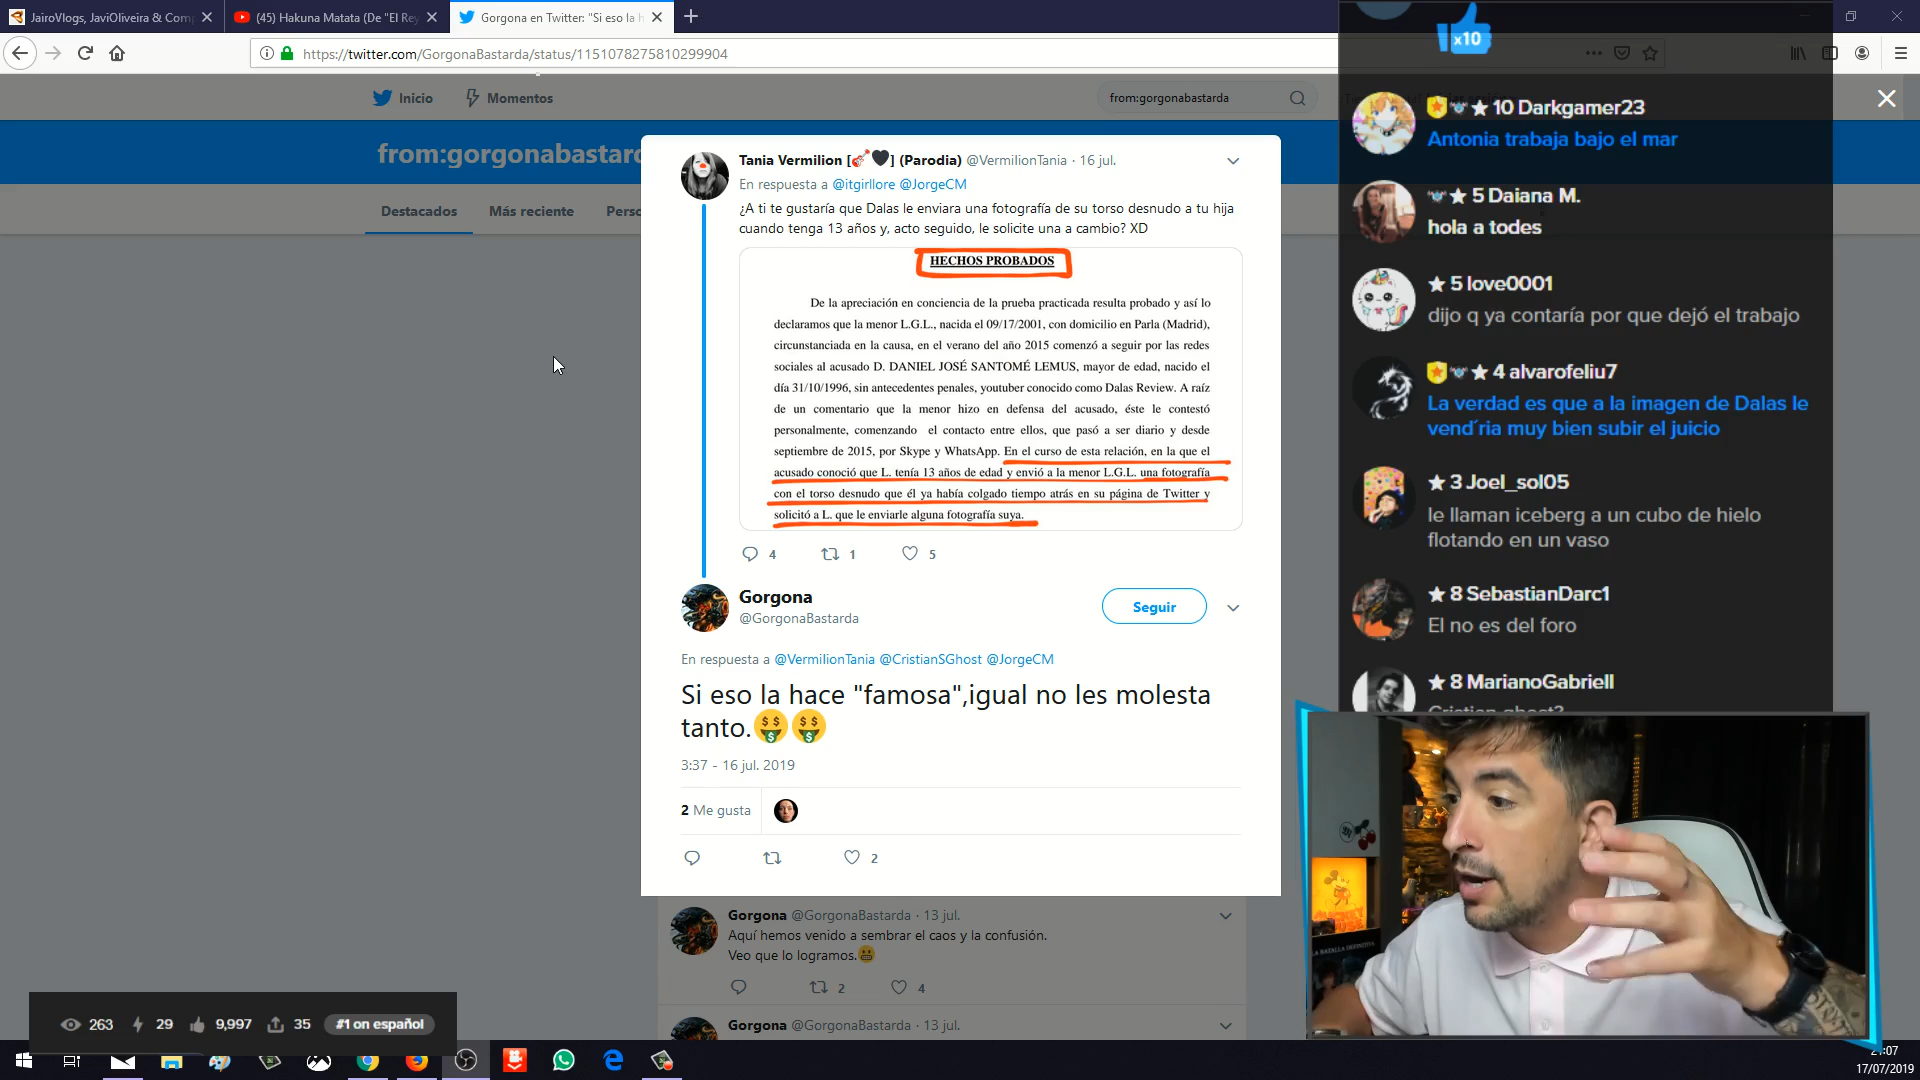 JairoVlogs, JaviOliveira & Comp
(45) Hakuna Matata (De "El Rey
Gorgona en Twitter: "Si eso la h
https://twitter.com/GorgonaBastarda/status/1151078275810299904
Inicio
Momentos
from:gorgonabastarda
from:gorgonabastarda
Destacados
Más reciente
Perso
Tania Vermilion [🎸🖤] (Parodia) @VermilionTania · 16 jul.
En respuesta a @itgirllore @JorgeCM
¿A ti te gustaría que Dalas le enviara una fotografía de su torso desnudo a tu hija
cuando tenga 13 años y, acto seguido, le solicite una a cambio? XD
HECHOS PROBADOS
De la apreciación en conciencia de la prueba practicada resulta probado y así lo
declaramos que la menor L.G.L., nacida el 09/17/2001, con domicilio en Parla (Madrid),
circunstanciada en la causa, en el verano del año 2015 comenzó a seguir por las redes
sociales al acusado D. DANIEL JOSÉ SANTOMÉ LEMUS, mayor de edad, nacido el
día 31/10/1996, sin antecedentes penales, youtuber conocido como Dalas Review. A raíz
de un comentario que la menor hizo en defensa del acusado, éste le contestó
personalmente, comenzando el contacto entre ellos, que pasó a ser diario y desde
septiembre de 2015, por Skype y WhatsApp. En el curso de esta relación, en la que el
acusado conoció que L. tenía 13 años de edad y envió a la menor L.G.L. una fotografía
con el torso desnudo que él ya había colgado tiempo atrás en su página de Twitter y
solicitó a L. que le enviarle alguna fotografía suya.
4
1
5
Gorgona
@GorgonaBastarda
Seguir
En respuesta a @VermilionTania @CristianSGhost @JorgeCM
Si eso la hace "famosa",igual no les molesta
tanto.🤑🤑
3:37 - 16 jul. 2019
2 Me gusta
2
Gorgona @GorgonaBastarda · 13 jul.
Aquí hemos venido a sembrar el caos y la confusión.
Veo que lo logramos.😬
2
4
Gorgona @GorgonaBastarda · 13 jul.
x10
★ 10 Darkgamer23
Antonia trabaja bajo el mar
★ 5 Daiana M.
hola a todes
★ 5 love0001
dijo q ya contaría por que dejó el trabajo
★ 4 alvarofeliu7
La verdad es que a la imagen de Dalas le
vend´ria muy bien subir el juicio
★ 3 Joel_sol05
le llaman iceberg a un cubo de hielo
flotando en un vaso
★ 8 SebastianDarc1
El no es del foro
★ 8 MarianoGabriell
Cristian ghost?
263
29
9,997
35
#1 on español
21:07
17/07/2019